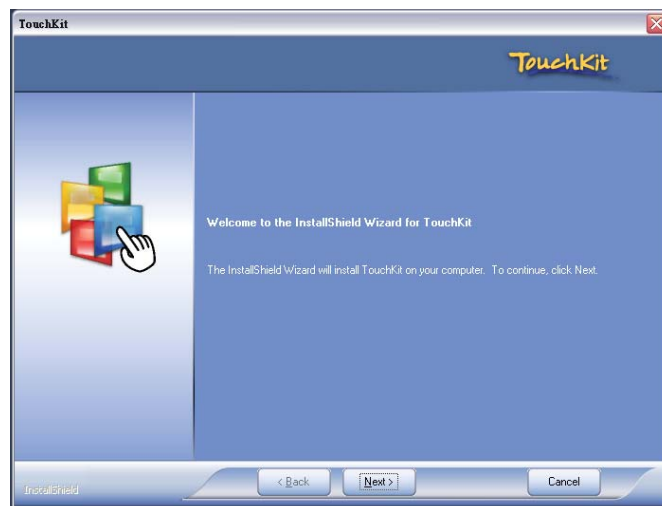 TouchKit
TouchKit
Welcome to the InstallShield Wizard for TouchKit
The InstallShield Wizard will install TouchKit on your computer. To continue, click Next.
InstallShield
< Back
Next >
Cancel